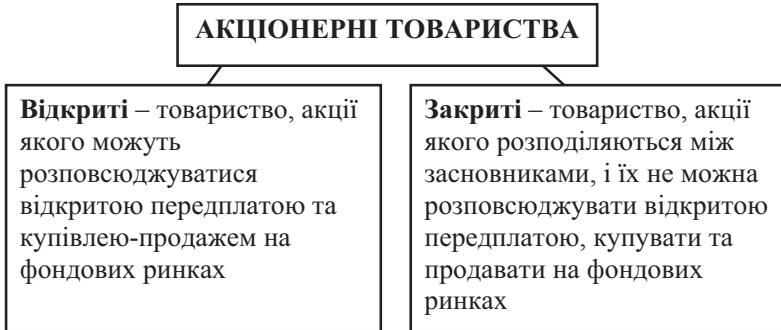 АКЦІОНЕРНІ ТОВАРИСТВА
Відкриті – товариство, акції
якого можуть
розповсюджуватися
відкритою передплатою та
купівлею-продажем на
фондових ринках
Закриті – товариство, акції
якого розподіляються між
засновниками, і їх не можна
розповсюджувати відкритою
передплатою, купувати та
продавати на фондових
ринках